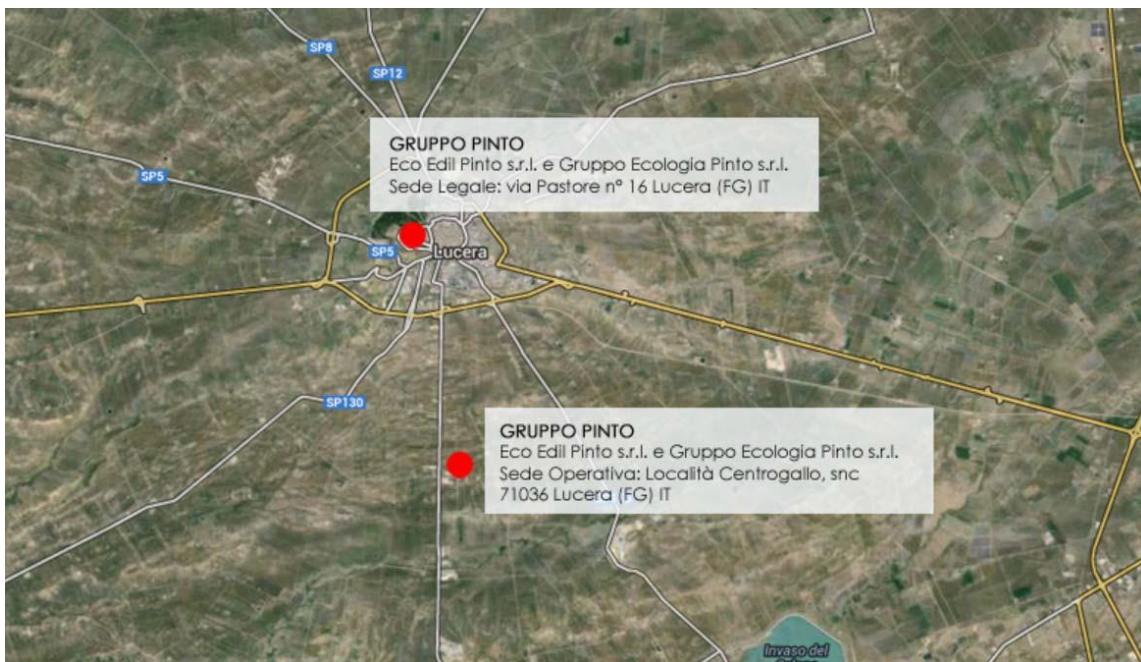 SP8
SP12
GRUPPO PINTO
Eco Edil Pinto s.r.l. e Gruppo Ecologia Pinto s.r.l.
Sede Legale: via Pastore n° 16 Lucera (FG) IT
SP5
SP5
Lucera
SP130
GRUPPO PINTO
Eco Edil Pinto s.r.l. e Gruppo Ecologia Pinto s.r.l.
Sede Operativa: Località Centrogallo, snc
71036 Lucera (FG) IT
Invaso del